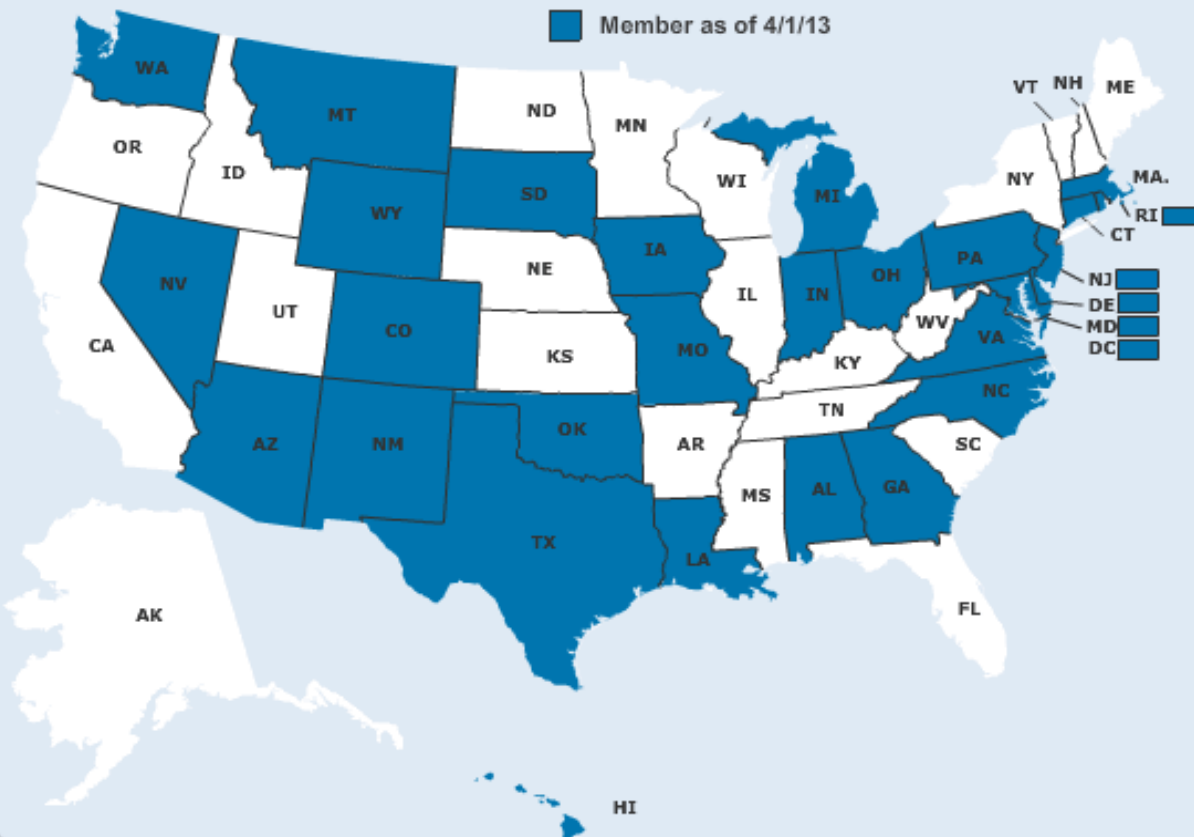 Member as of 4/1/13
WA
MT
ND
MN
VT
NH
ME
OR
ID
WI
NY
MA.
SD
MI
RI
WY
CT
IA
PA
NE
OH
NV
IN
IL
NJ
UT
DE
CO
WV
MD
CA
VA
DC
MO
KS
KY
NC
TN
OK
AZ
NM
AR
SC
MS
AL
GA
TX
LA
FL
AK
HI